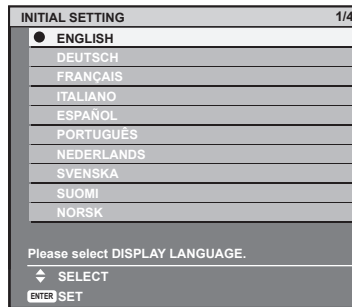 INITIAL SETTING 1/4
ENGLISH
DEUTSCH
FRANÇAIS
ITALIANO
ESPAÑOL
PORTUGUÊS
NEDERLANDS
SVENSKA
SUOMI
NORSK
Please select DISPLAY LANGUAGE.
SELECT
ENTER SET